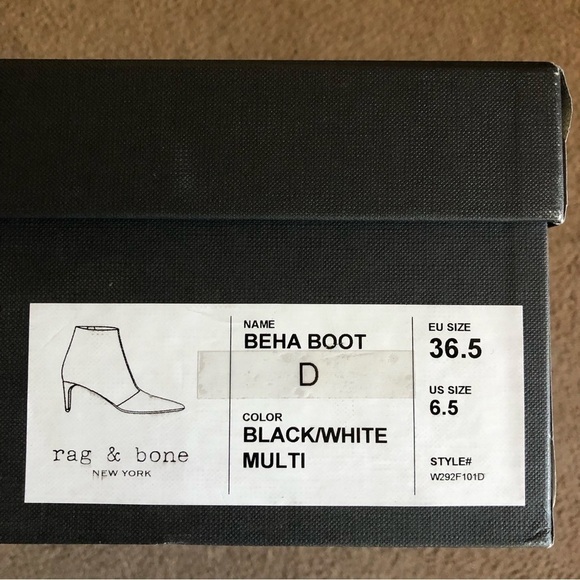 rag & bone
NEW YORK
NAME
BEHA BOOT
D
COLOR
BLACK/WHITE
MULTI
EU SIZE
36.5
US SIZE
6.5
STYLE#
W292F101D